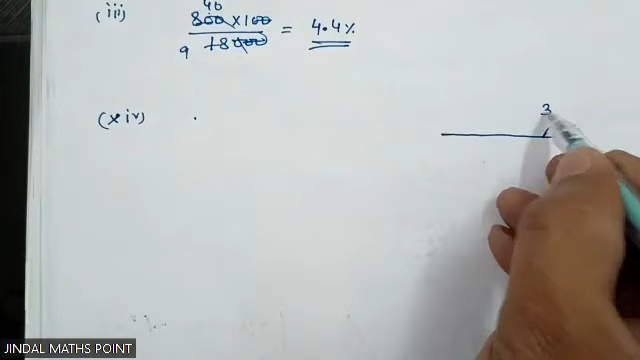 40
(iii) 800 × 100 / 18000 = 4.4%
9
3
(xiv)
JINDAL MATHS POINT